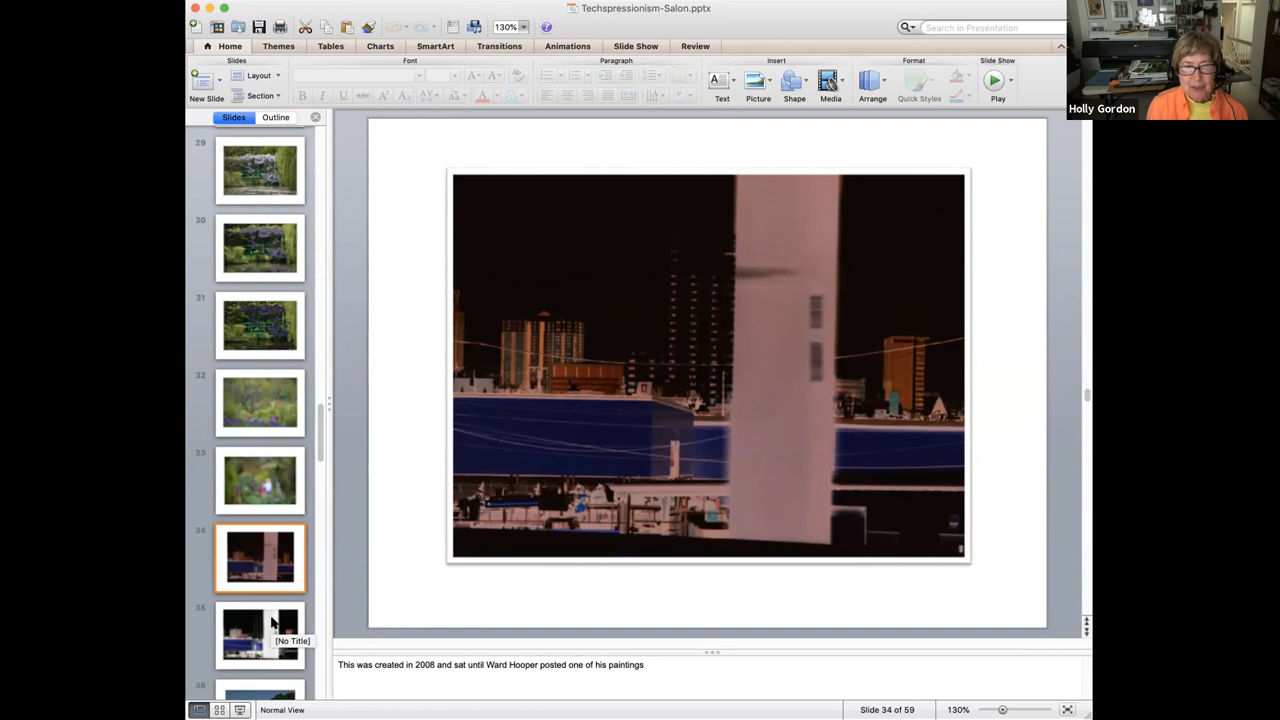 Techspressionism-Salon.pptx
130%
Search in Presentation
Home
Themes
Tables
Charts
SmartArt
Transitions
Animations
Slide Show
Review
Slides
Font
Paragraph
Insert
Format
Slide Show
New Slide
Layout
Section
Text
Picture
Shape
Media
Arrange
Quick Styles
Play
Holly Gordon
Slides
Outline
29
30
31
32
33
34
35
[No Title]
36
This was created in 2008 and sat until Ward Hooper posted one of his paintings
Normal View
Slide 34 of 59
130%